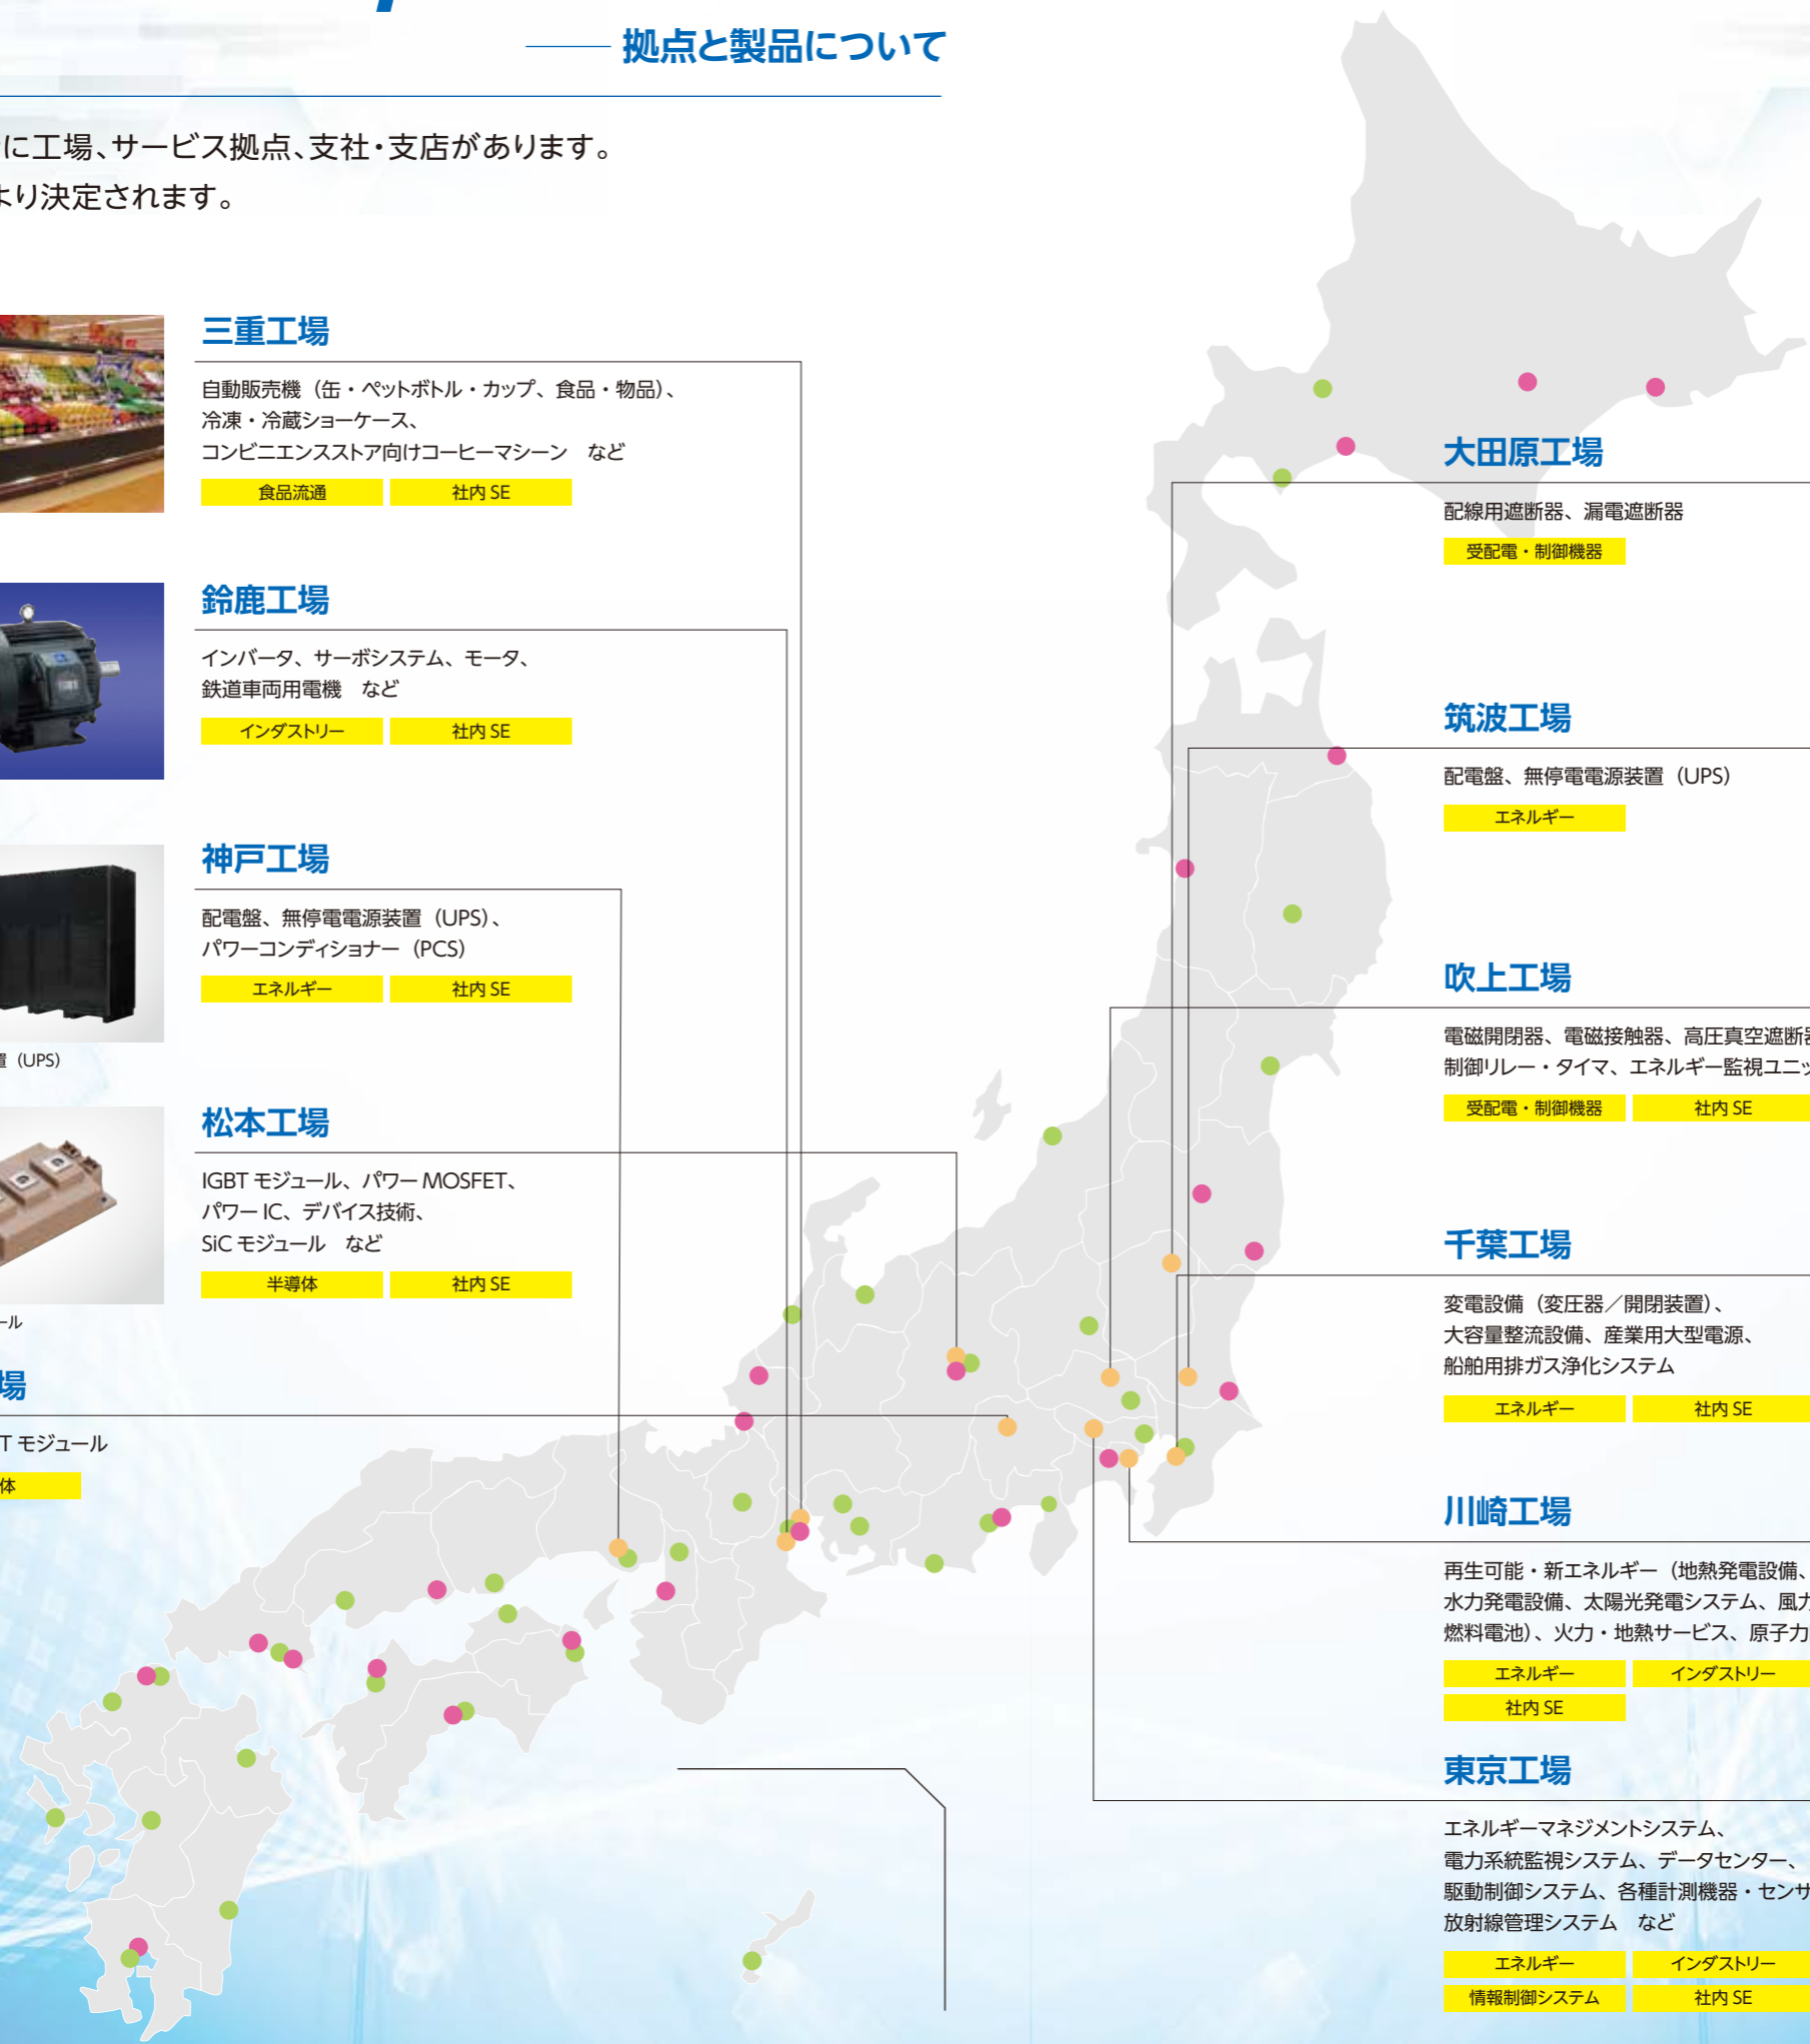 拠点と製品について
に工場、サービス拠点、支社・支店があります。
より決定されます。
三重工場
自動販売機（缶・ペットボトル・カップ、食品・物品）、
冷凍・冷蔵ショーケース、
コンビニエンスストア向けコーヒーマシーン　など
食品流通　社内 SE
鈴鹿工場
インバータ、サーボシステム、モータ、
鉄道車両用電機　など
インダストリー　社内 SE
神戸工場
配電盤、無停電電源装置（UPS）、
パワーコンディショナー（PCS）
エネルギー　社内 SE
置（UPS）
松本工場
IGBT モジュール、パワー MOSFET、
パワー IC、デバイス技術、
SiC モジュール　など
半導体　社内 SE
ール
場
T モジュール
体
大田原工場
配線用遮断器、漏電遮断器
受配電・制御機器
筑波工場
配電盤、無停電電源装置（UPS）
エネルギー
吹上工場
電磁開閉器、電磁接触器、高圧真空遮断器
制御リレー・タイマ、エネルギー監視ユニッ
受配電・制御機器　社内 SE
千葉工場
変電設備（変圧器／開閉装置）、
大容量整流設備、産業用大型電源、
船舶用排ガス浄化システム
エネルギー　社内 SE
川崎工場
再生可能・新エネルギー（地熱発電設備、
水力発電設備、太陽光発電システム、風力
燃料電池）、火力・地熱サービス、原子力
エネルギー　インダストリー
社内 SE
東京工場
エネルギーマネジメントシステム、
電力系統監視システム、データセンター、
駆動制御システム、各種計測機器・センサ
放射線管理システム　など
エネルギー　インダストリー
情報制御システム　社内 SE